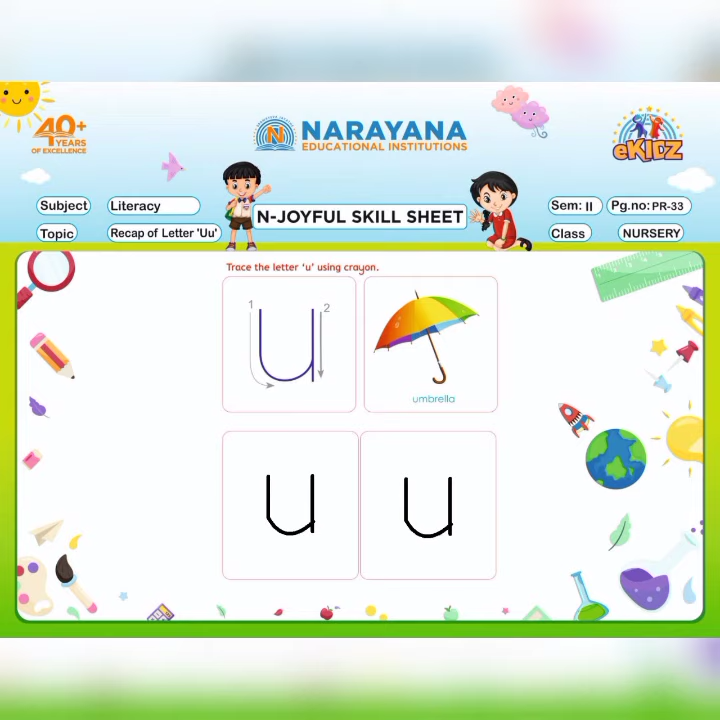 40+
YEARS
OF EXCELLENCE
NARAYANA
EDUCATIONAL INSTITUTIONS
eKIDZ
Subject Literacy
Sem: II Pg.no: PR-33
N-JOYFUL SKILL SHEET
Topic Recap of Letter 'Uu'
Class NURSERY
Trace the letter 'u' using crayon.
1 u 2
umbrella
u u